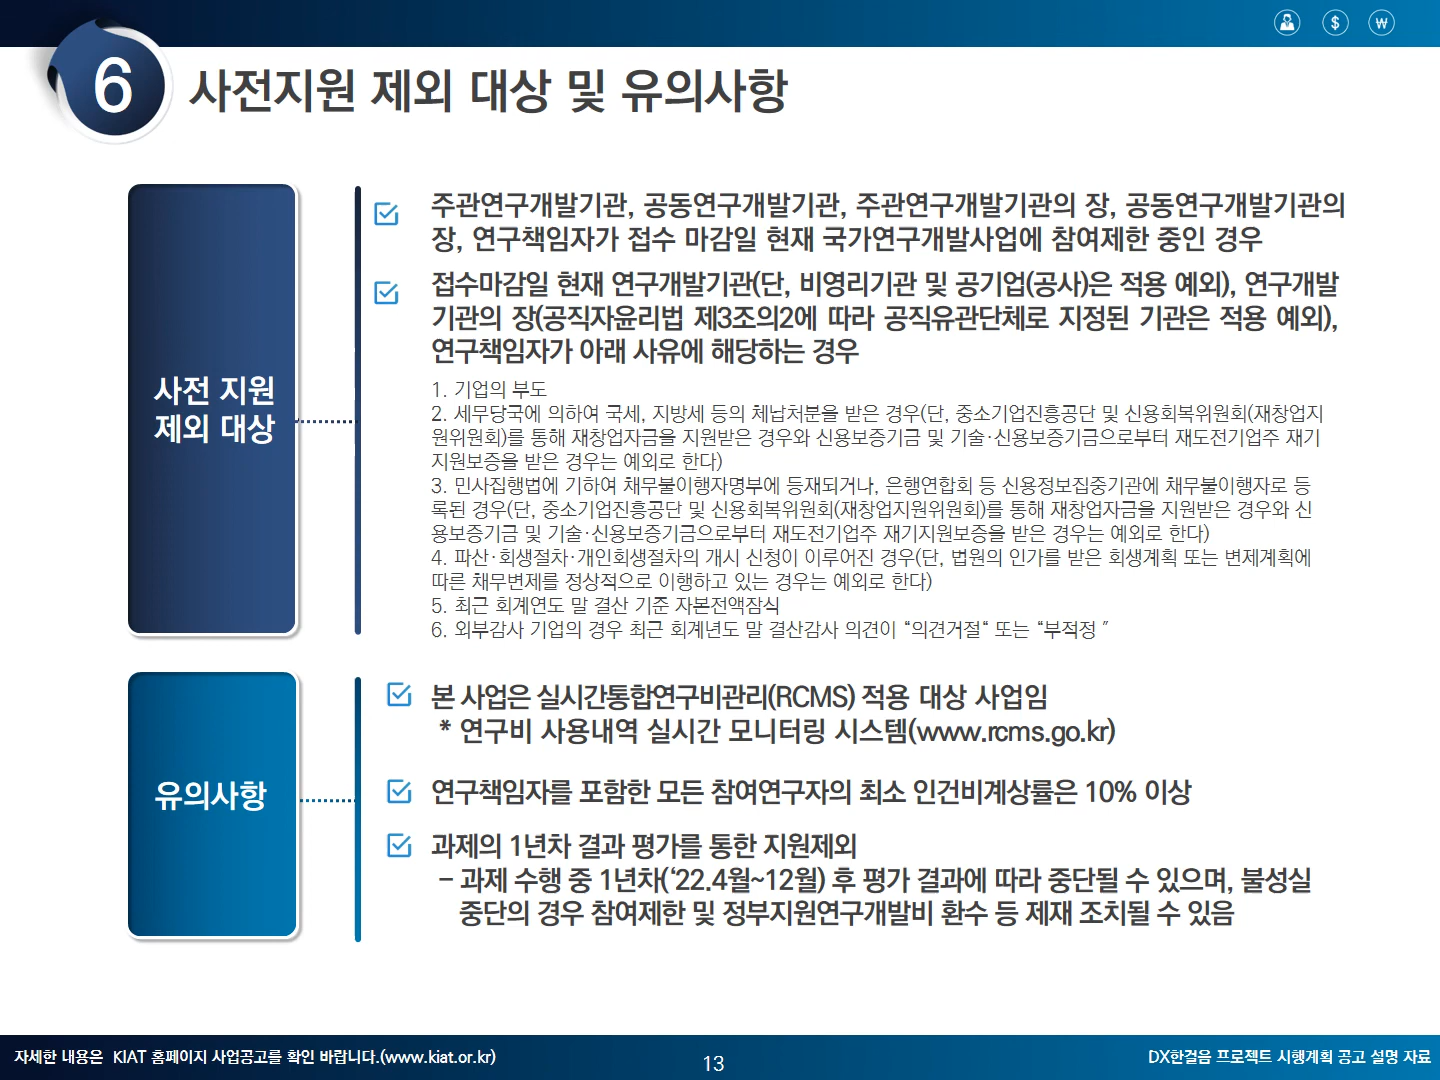 6
사전지원 제외 대상 및 유의사항
사전 지원
제외 대상
주관연구개발기관, 공동연구개발기관, 주관연구개발기관의 장, 공동연구개발기관의
장, 연구책임자가 접수 마감일 현재 국가연구개발사업에 참여제한 중인 경우
접수마감일 현재 연구개발기관(단, 비영리기관 및 공기업(공사)은 적용 예외), 연구개발
기관의 장(공직자윤리법 제3조의2에 따라 공직유관단체로 지정된 기관은 적용 예외),
연구책임자가 아래 사유에 해당하는 경우
1. 기업의 부도
2. 세무당국에 의하여 국세, 지방세 등의 체납처분을 받은 경우(단, 중소기업진흥공단 및 신용회복위원회(재창업지
원위원회)를 통해 재창업자금을 지원받은 경우와 신용보증기금 및 기술·신용보증기금으로부터 재도전기업주 재기
지원보증을 받은 경우는 예외로 한다)
3. 민사집행법에 기하여 채무불이행자명부에 등재되거나, 은행연합회 등 신용정보집중기관에 채무불이행자로 등
록된 경우(단, 중소기업진흥공단 및 신용회복위원회(재창업지원위원회)를 통해 재창업자금을 지원받은 경우와 신
용보증기금 및 기술·신용보증기금으로부터 재도전기업주 재기지원보증을 받은 경우는 예외로 한다)
4. 파산·회생절차·개인회생절차의 개시 신청이 이루어진 경우(단, 법원의 인가를 받은 회생계획 또는 변제계획에
따른 채무변제를 정상적으로 이행하고 있는 경우는 예외로 한다)
5. 최근 회계연도 말 결산 기준 자본전액잠식
6. 외부감사 기업의 경우 최근 회계년도 말 결산감사 의견이 “의견거절“ 또는 “부적정 ″
유의사항
본 사업은 실시간통합연구비관리(RCMS) 적용 대상 사업임
* 연구비 사용내역 실시간 모니터링 시스템(www.rcms.go.kr)
연구책임자를 포함한 모든 참여연구자의 최소 인건비계상률은 10% 이상
과제의 1년차 결과 평가를 통한 지원제외
– 과제 수행 중 1년차(‘22.4월~12월) 후 평가 결과에 따라 중단될 수 있으며, 불성실
중단의 경우 참여제한 및 정부지원연구개발비 환수 등 제재 조치될 수 있음
자세한 내용은 KIAT 홈페이지 사업공고를 확인 바랍니다.(www.kiat.or.kr)
13
DX한걸음 프로젝트 시행계획 공고 설명 자료